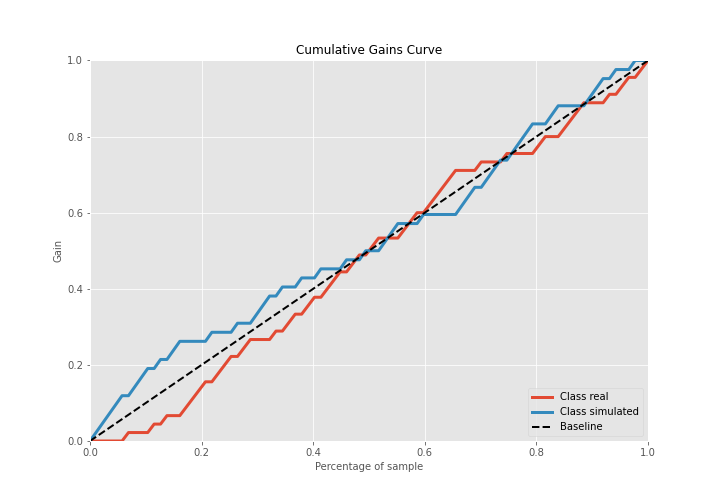 Cumulative Gains Curve
1.0
0.8
0.6
0.4
0.2
0.0
Gain
0.0 0.2 0.4 0.6 0.8 1.0
Percentage of sample
Class real
Class simulated
Baseline